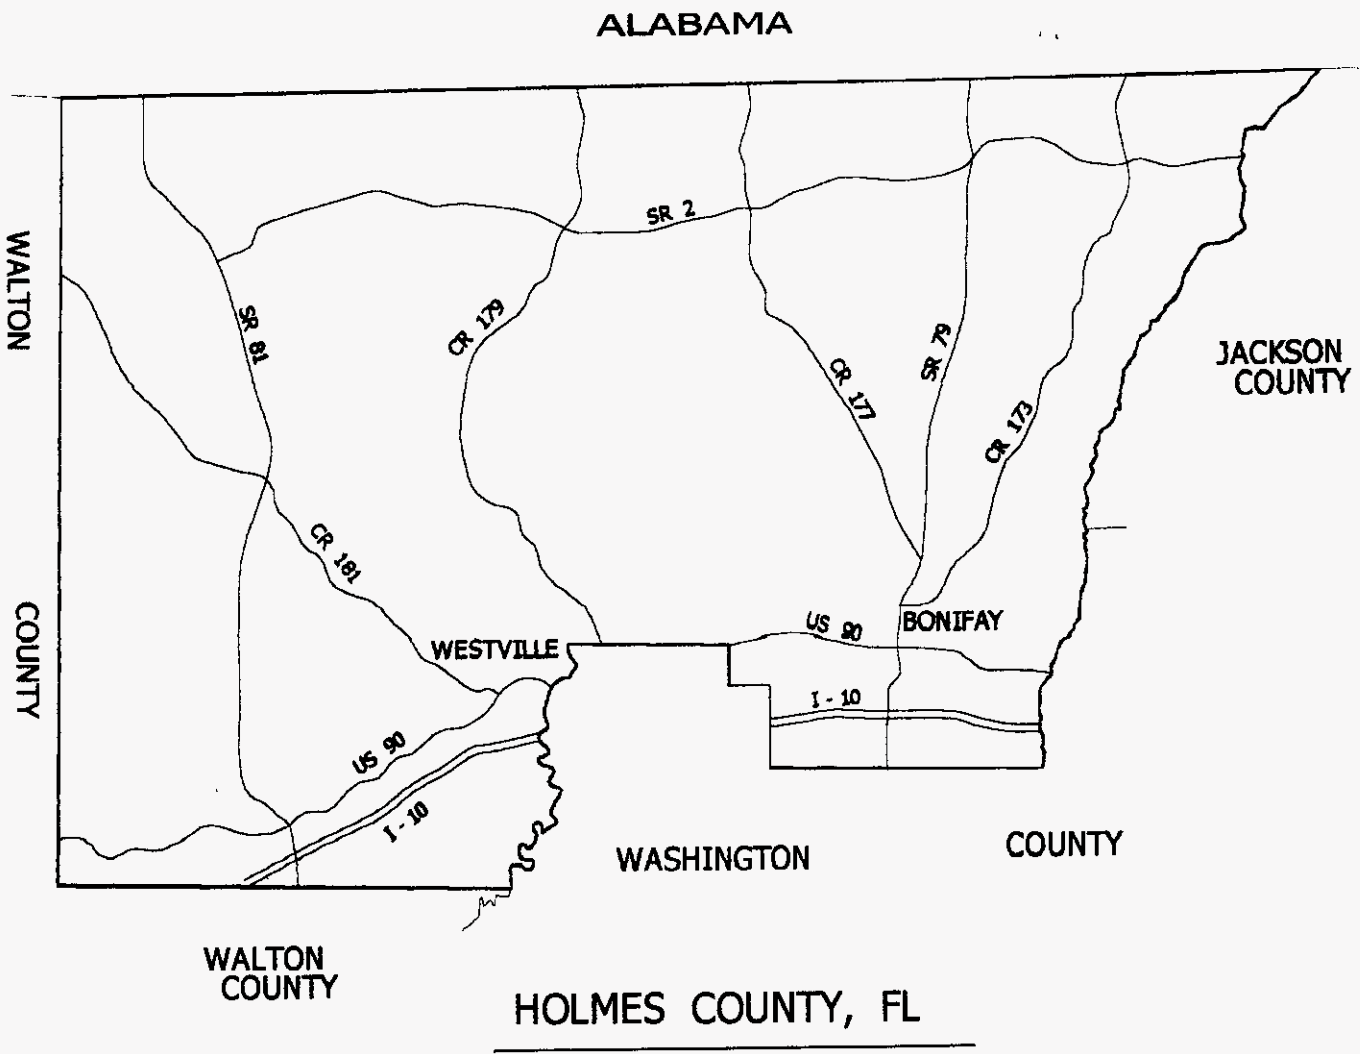 ALABAMA
SR 2
WALTON
SR 81
CR 179
SR 79
JACKSON
COUNTY
CR 177
CR 173
CR 181
COUNTY
US 90
BONIFAY
WESTVILLE
I - 10
US 90
I - 10
WASHINGTON
COUNTY
WALTON
COUNTY
HOLMES COUNTY, FL